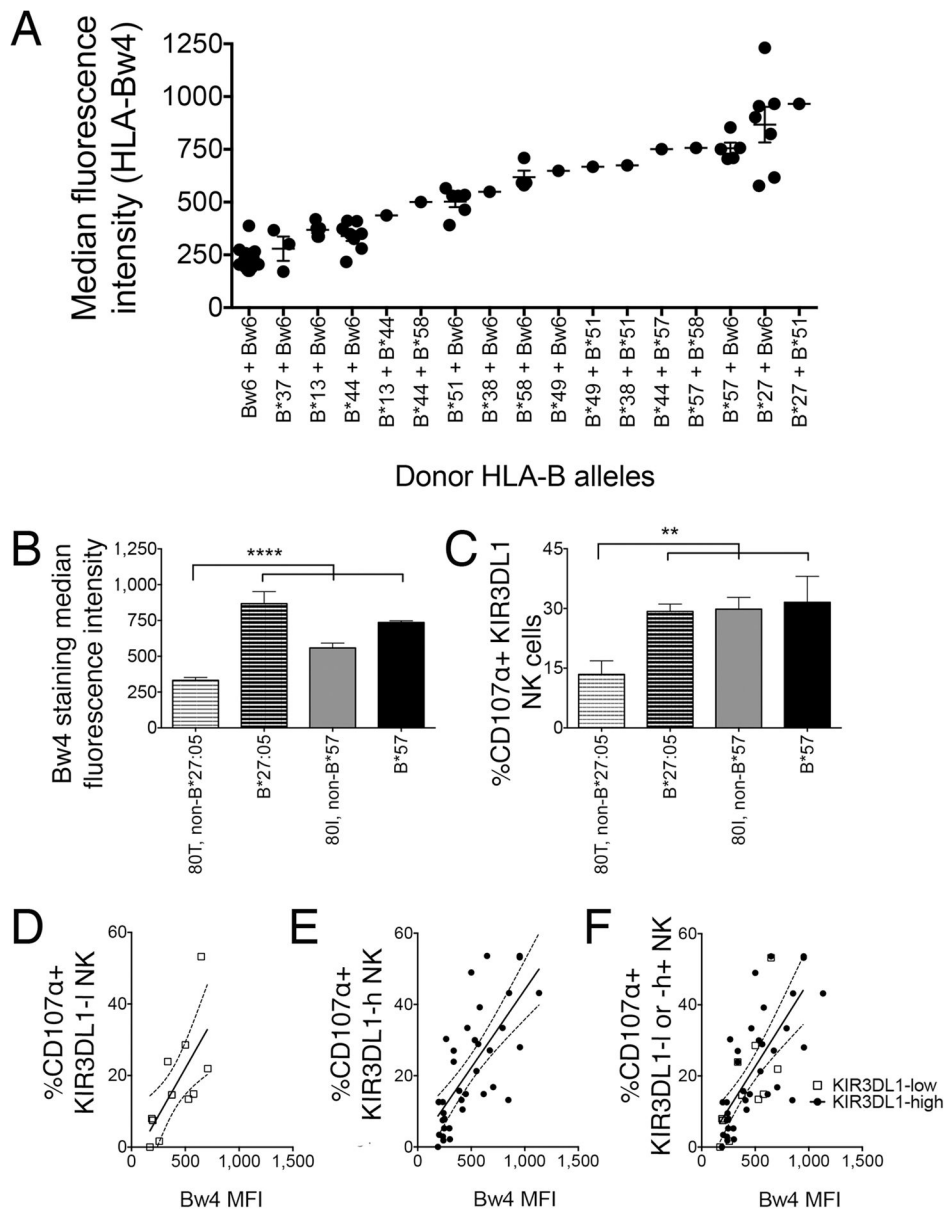 A
Median fluorescence
intensity (HLA-Bw4)
1250
1000
750
500
250
0
Bw6 + Bw6
B*37 + Bw6
B*13 + Bw6
B*44 + Bw6
B*13 + B*44
B*44 + B*58
B*51 + Bw6
B*38 + Bw6
B*58 + Bw6
B*49 + Bw6
B*49 + B*51
B*38 + B*51
B*44 + B*57
B*57 + B*58
B*57 + Bw6
B*27 + Bw6
B*27 + B*51
Donor HLA-B alleles
B
Bw4 staining median
fluorescence intensity
1,250
1,000
750
500
250
0
****
80T, non-B*27:05
B*27:05
80I, non-B*57
B*57
C
%CD107α+ KIR3DL1
NK cells
45
30
15
0
**
80T, non-B*27:05
B*27:05
80I, non-B*57
B*57
D
%CD107α+
KIR3DL1-l NK
60
40
20
0
0
500
1,000
1,500
Bw4 MFI
E
%CD107α+
KIR3DL1-h NK
60
40
20
0
0
500
1,000
1,500
Bw4 MFI
F
%CD107α+
KIR3DL1-l or -h+ NK
60
40
20
0
0
500
1,000
1,500
Bw4 MFI
KIR3DL1-low
KIR3DL1-high